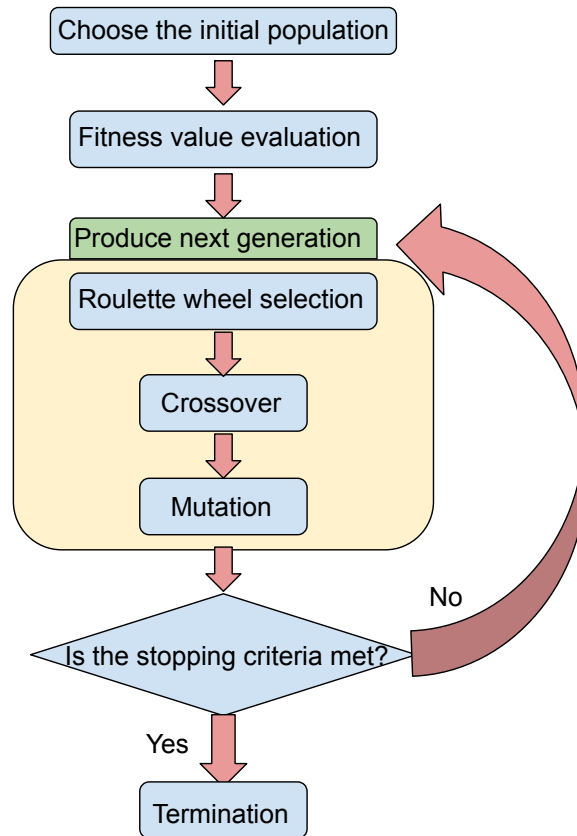 Choose the initial population
Fitness value evaluation
Produce next generation
Roulette wheel selection
Crossover
Mutation
No
Is the stopping criteria met?
Yes
Termination